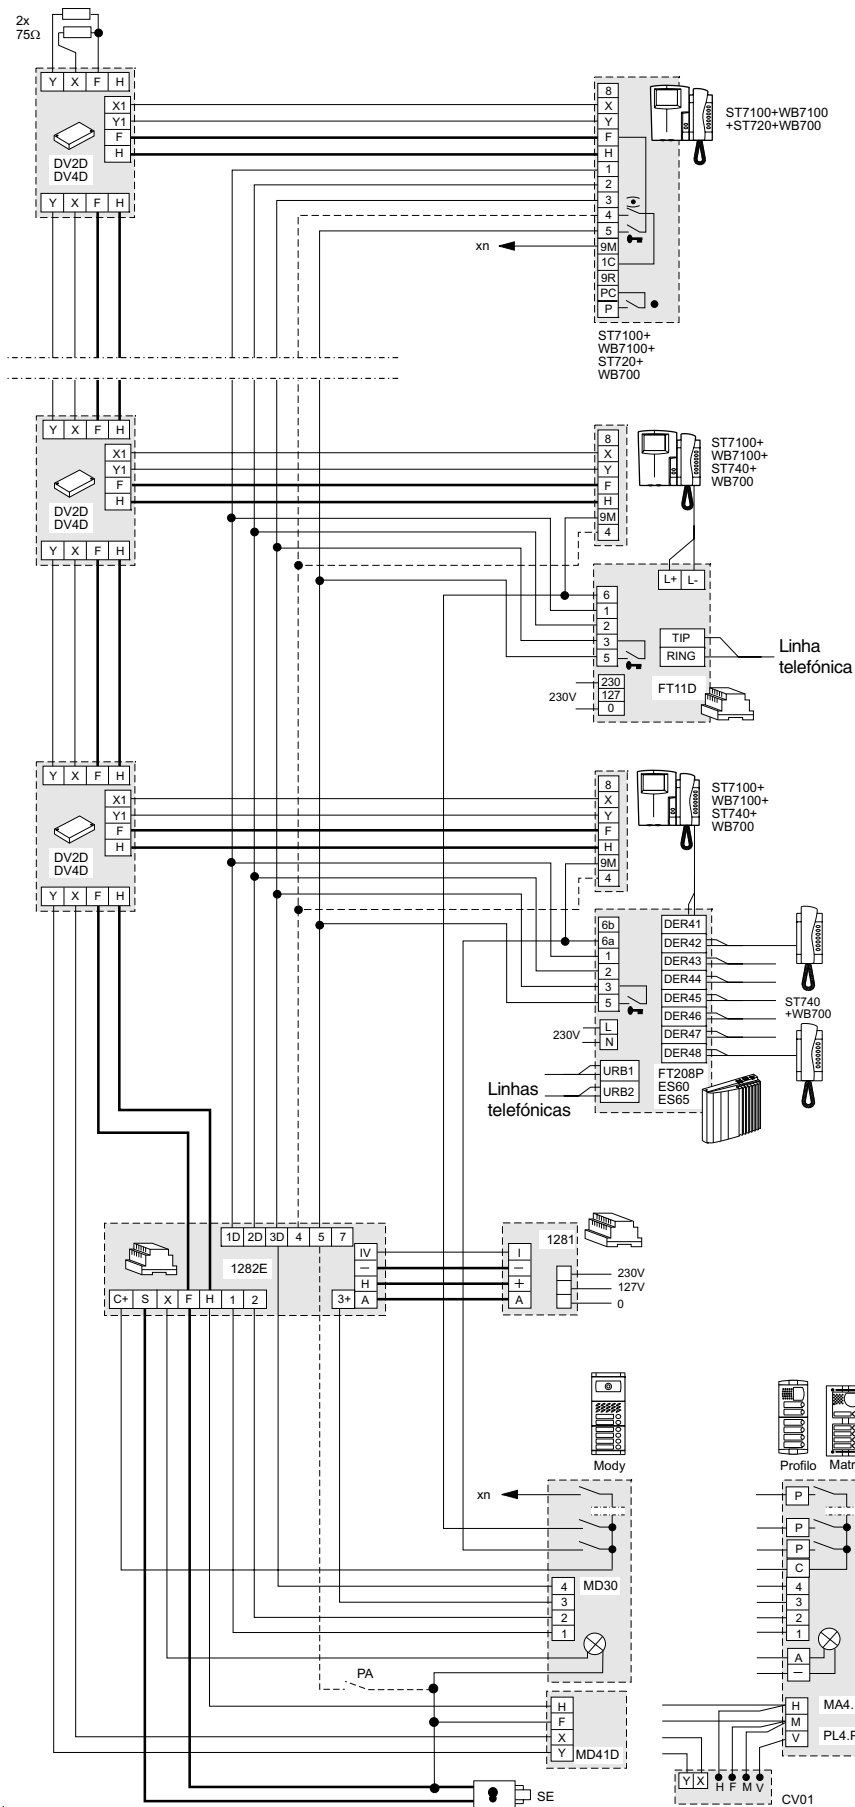 2x
75Ω
Y X F H
X1
Y1
F
H
DV2D
DV4D
Y X F H
8
X
Y
F
H
1
2
3
4
5
9M
1C
9R
PC
P
xn
ST7100+WB7100
+ST720+WB700
ST7100+
WB7100+
ST720+
WB700
Y X F H
X1
Y1
F
H
DV2D
DV4D
Y X F H
8
X
Y
F
H
9M
4
ST7100+
WB7100+
ST740+
WB700
L+ L-
6
1
2
3
5
TIP
RING
Linha
telefónica
230
127
0
230V
FT11D
Y X F H
X1
Y1
F
H
DV2D
DV4D
Y X F H
8
X
Y
F
H
9M
4
ST7100+
WB7100+
ST740+
WB700
6b
6a
1
2
3
5
DER41
DER42
DER43
DER44
DER45
DER46
DER47
DER48
ST740
+WB700
230V
L
N
URB1
URB2
Linhas
telefónicas
FT208P
ES60
ES65
1D 2D 3D 4 5 7
1282E
IV
–
H
A
C+ S X F H 1 2 3+
1281
I
–
+
A
230V
127V
0
Mody
Profilo
Matr
xn
MD30
4
3
2
1
PA
H
F
X
Y
MD41D
SE
P
P
P
C
4
3
2
1
A
–
H
M
V
MA4.
PL4.P
Y X H F M V
CV01